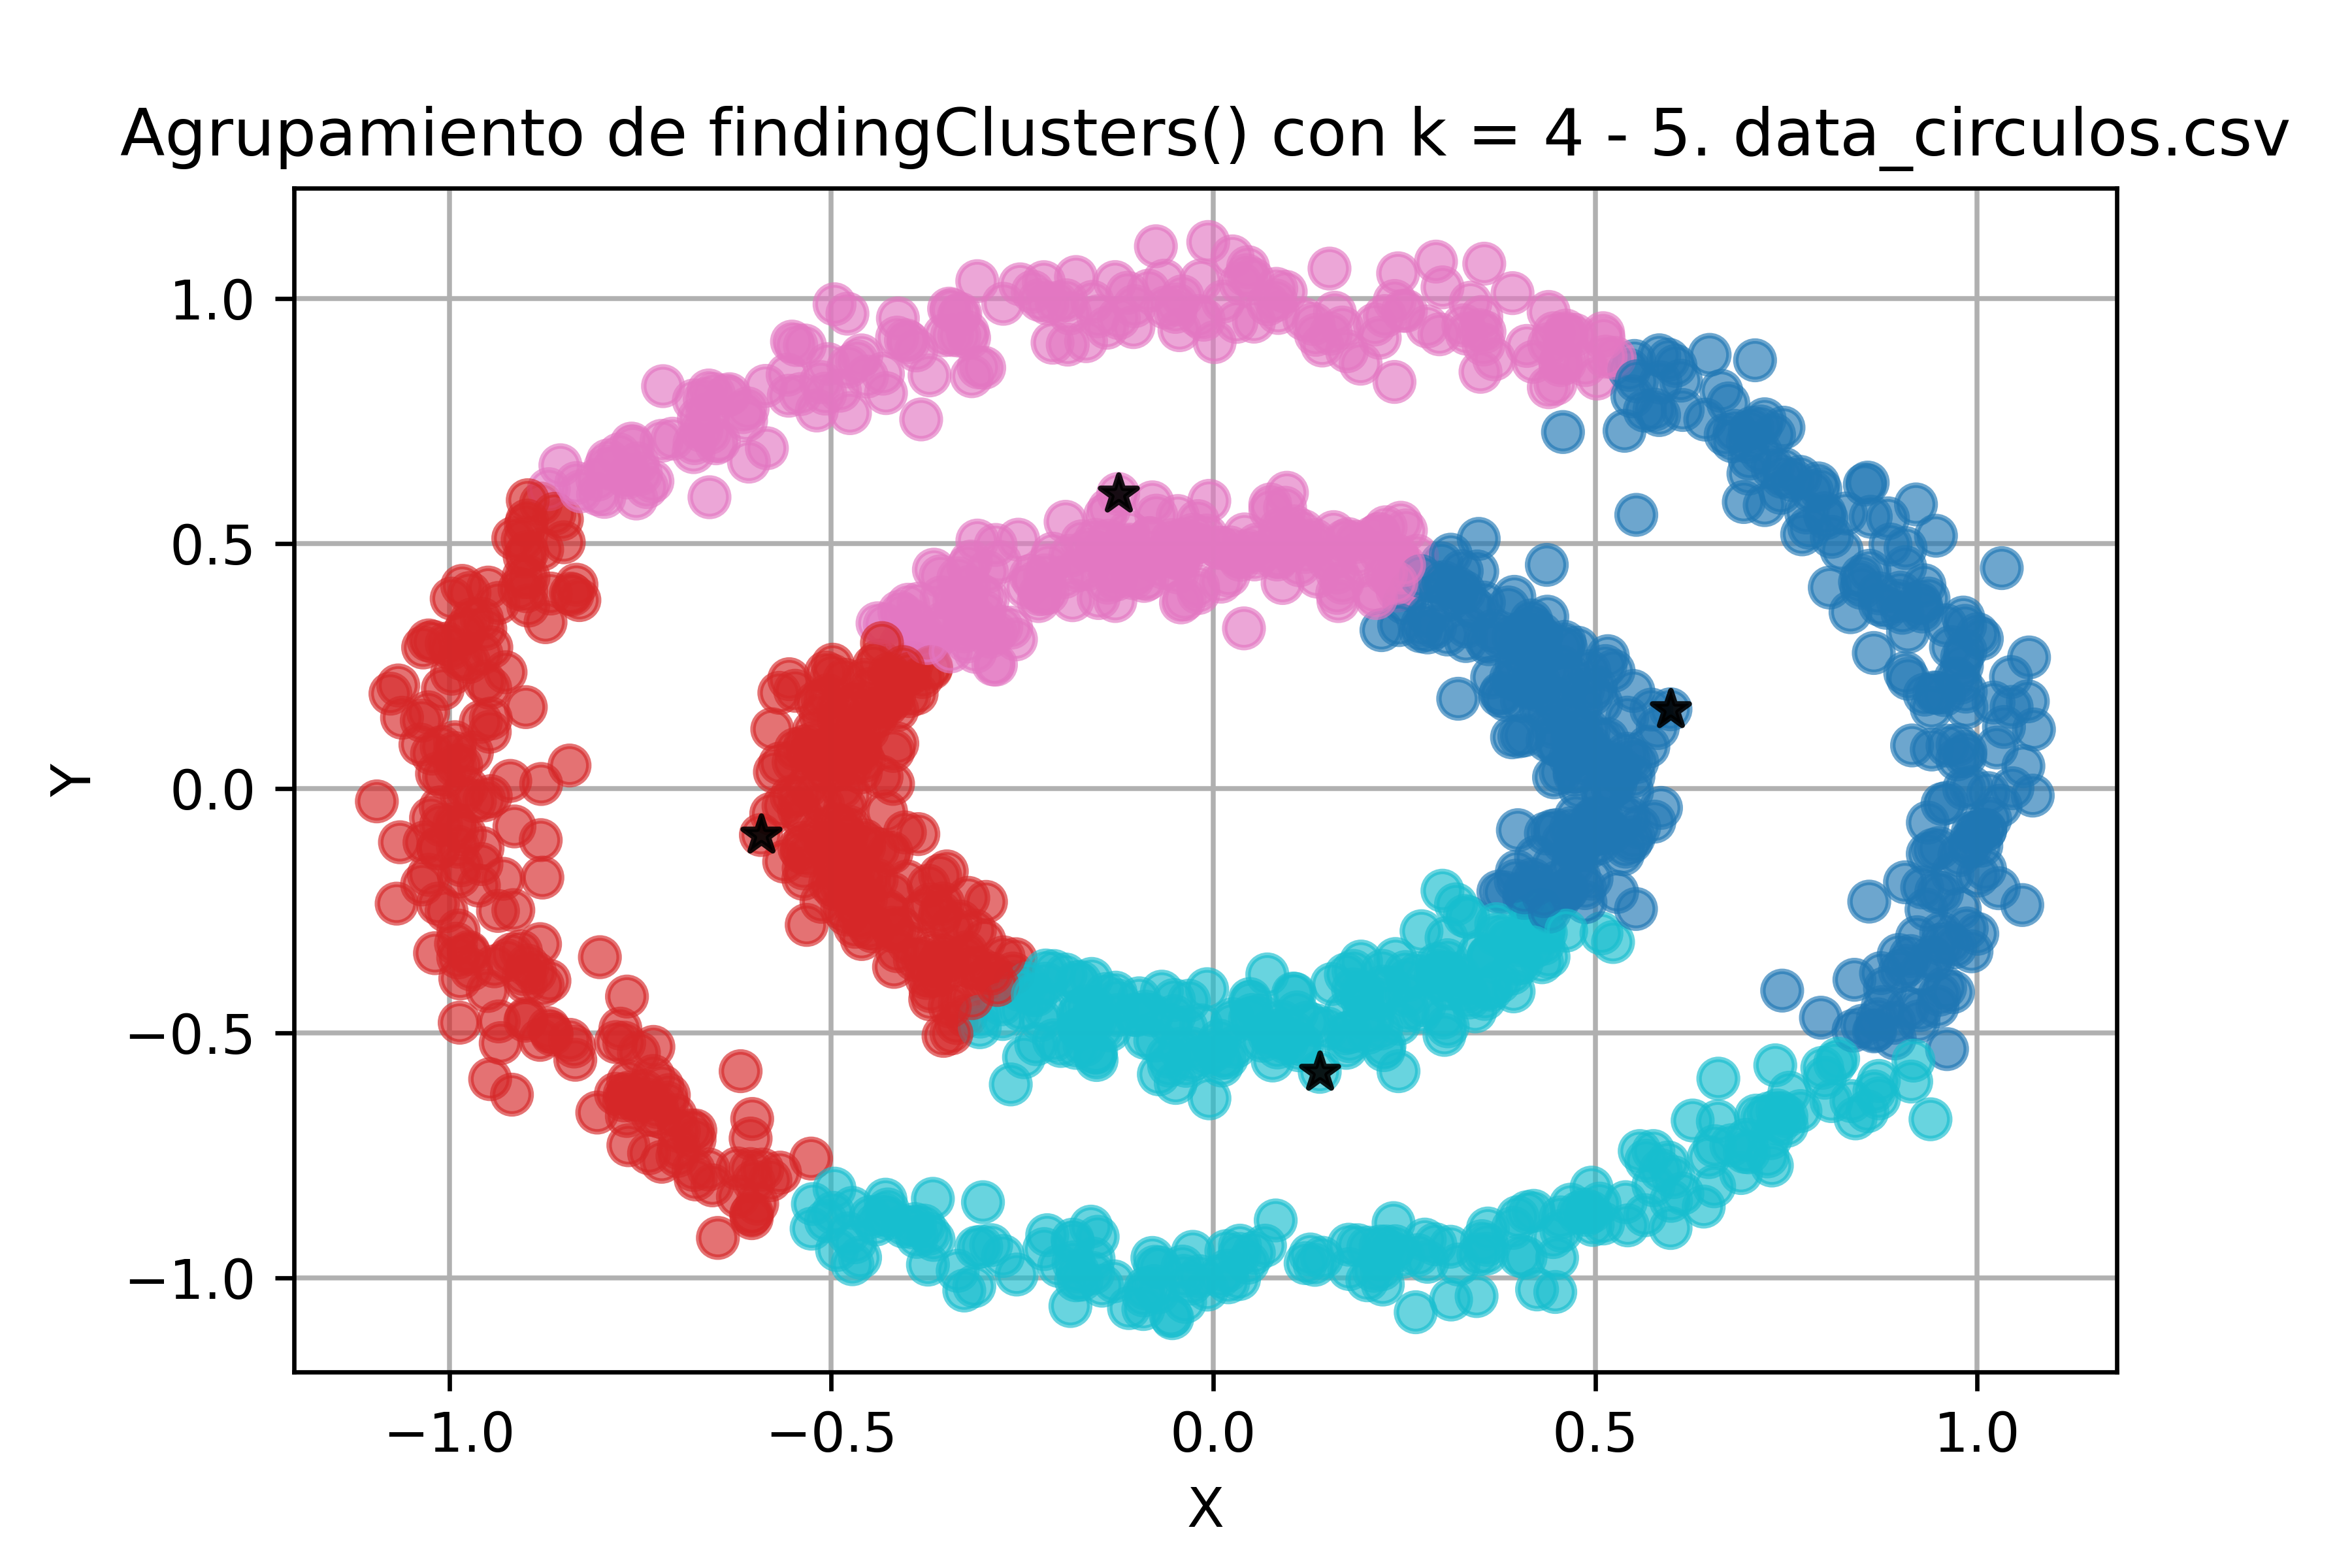 Agrupamiento de findingClusters() con k = 4 - 5. data_circulos.csv
1.0
0.5
0.0
−0.5
−1.0
Y
−1.0 −0.5 0.0 0.5 1.0
X